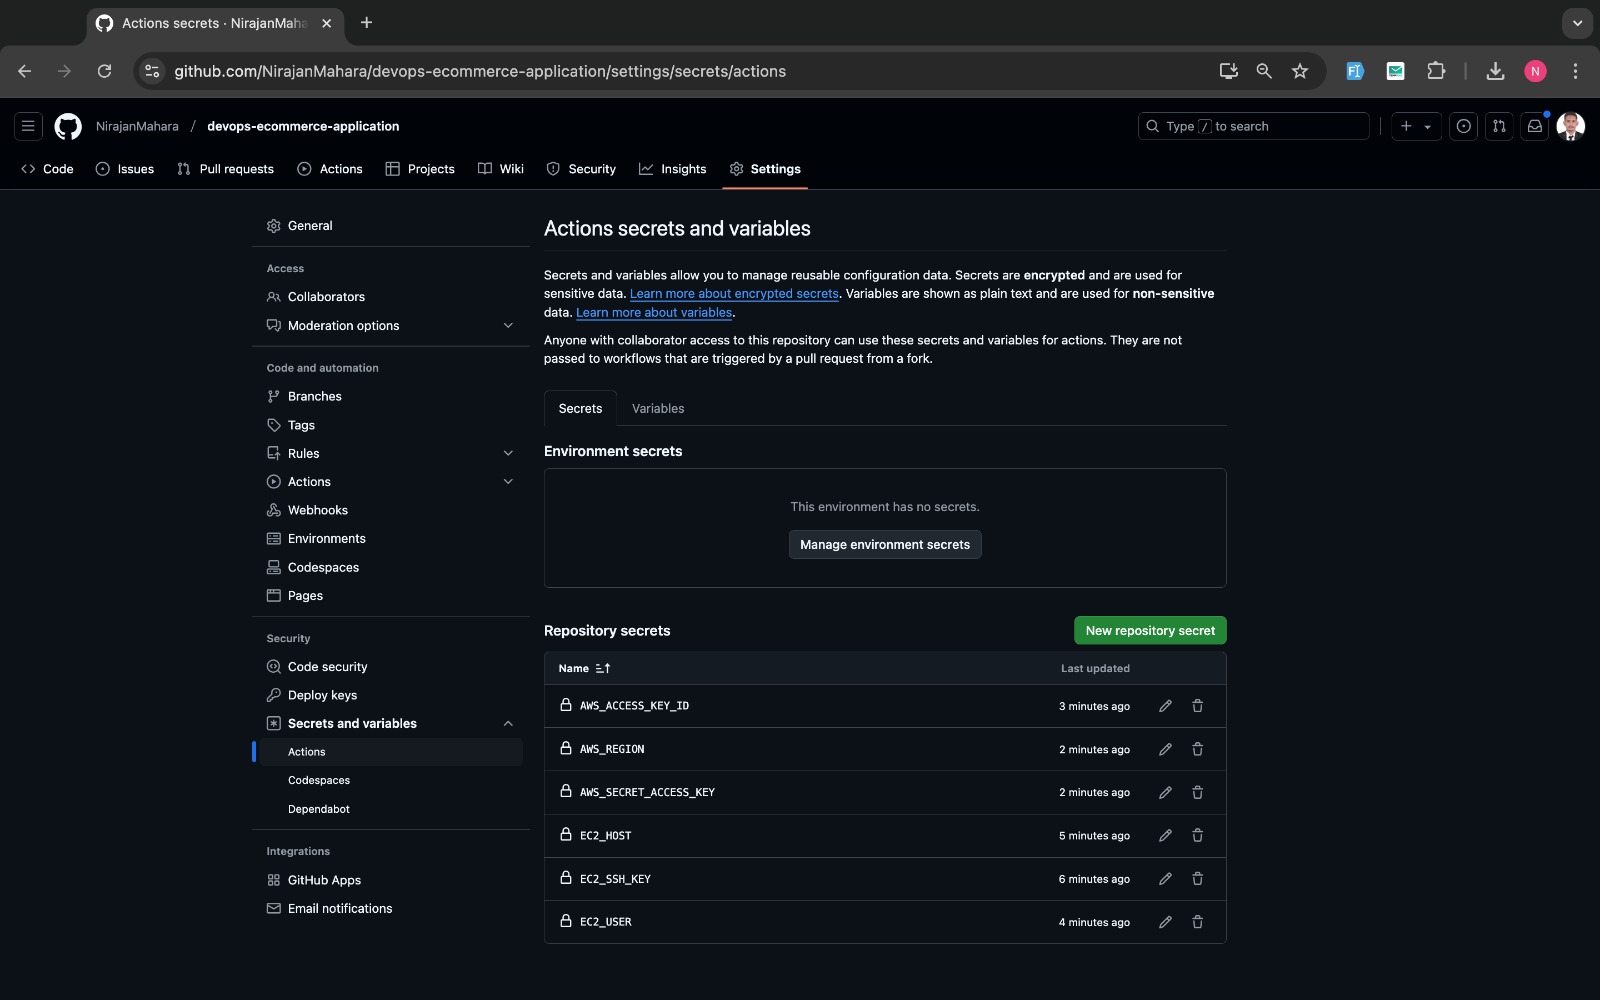 Actions secrets · NirajanMaha
github.com/NirajanMahara/devops-ecommerce-application/settings/secrets/actions
N
NirajanMahara / devops-ecommerce-application
Type / to search
Code
Issues
Pull requests
Actions
Projects
Wiki
Security
Insights
Settings
General
Access
Collaborators
Moderation options
Code and automation
Branches
Tags
Rules
Actions
Webhooks
Environments
Codespaces
Pages
Security
Code security
Deploy keys
Secrets and variables
Actions
Codespaces
Dependabot
Integrations
GitHub Apps
Email notifications
Actions secrets and variables
Secrets and variables allow you to manage reusable configuration data. Secrets are encrypted and are used for
sensitive data. Learn more about encrypted secrets. Variables are shown as plain text and are used for non-sensitive
data. Learn more about variables.
Anyone with collaborator access to this repository can use these secrets and variables for actions. They are not
passed to workflows that are triggered by a pull request from a fork.
Secrets
Variables
Environment secrets
This environment has no secrets.
Manage environment secrets
Repository secrets
New repository secret
Name
Last updated
AWS_ACCESS_KEY_ID
3 minutes ago
AWS_REGION
2 minutes ago
AWS_SECRET_ACCESS_KEY
2 minutes ago
EC2_HOST
5 minutes ago
EC2_SSH_KEY
6 minutes ago
EC2_USER
4 minutes ago